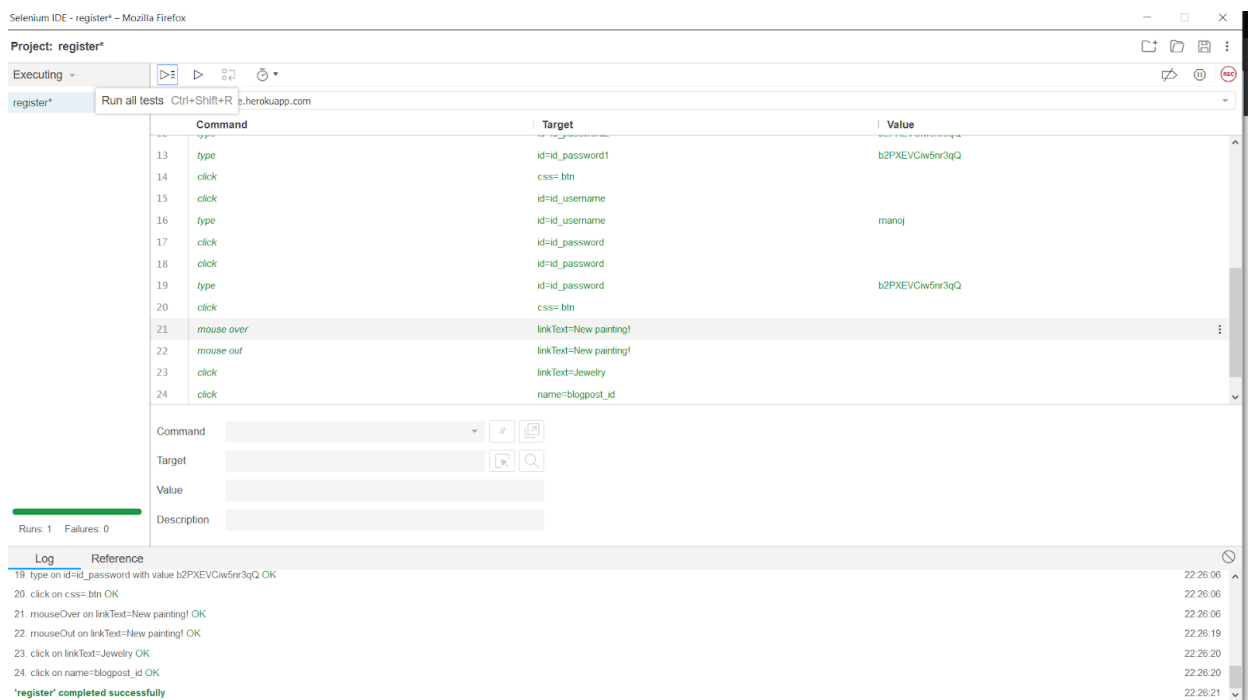 Selenium IDE - register* – Mozilla Firefox
Project: register*
Executing
register*
Run all tests Ctrl+Shift+R
e.herokuapp.com
Command Target Value
12 type id=id_password2 b2PXEVCiw5nr3qQ
13 type id=id_password1 b2PXEVCiw5nr3qQ
14 click css=.btn
15 click id=id_username
16 type id=id_username manoj
17 click id=id_password
18 click id=id_password
19 type id=id_password b2PXEVCiw5nr3qQ
20 click css=.btn
21 mouse over linkText=New painting!
22 mouse out linkText=New painting!
23 click linkText=Jewelry
24 click name=blogpost_id
Command //
Target
Value
Description
Runs: 1 Failures: 0
REC
Log Reference
19. type on id=id_password with value b2PXEVCiw5nr3qQ OK 22:26:06
20. click on css=.btn OK 22:26:06
21. mouseOver on linkText=New painting! OK 22:26:06
22. mouseOut on linkText=New painting! OK 22:26:19
23. click on linkText=Jewelry OK 22:26:20
24. click on name=blogpost_id OK 22:26:20
'register' completed successfully 22:26:21